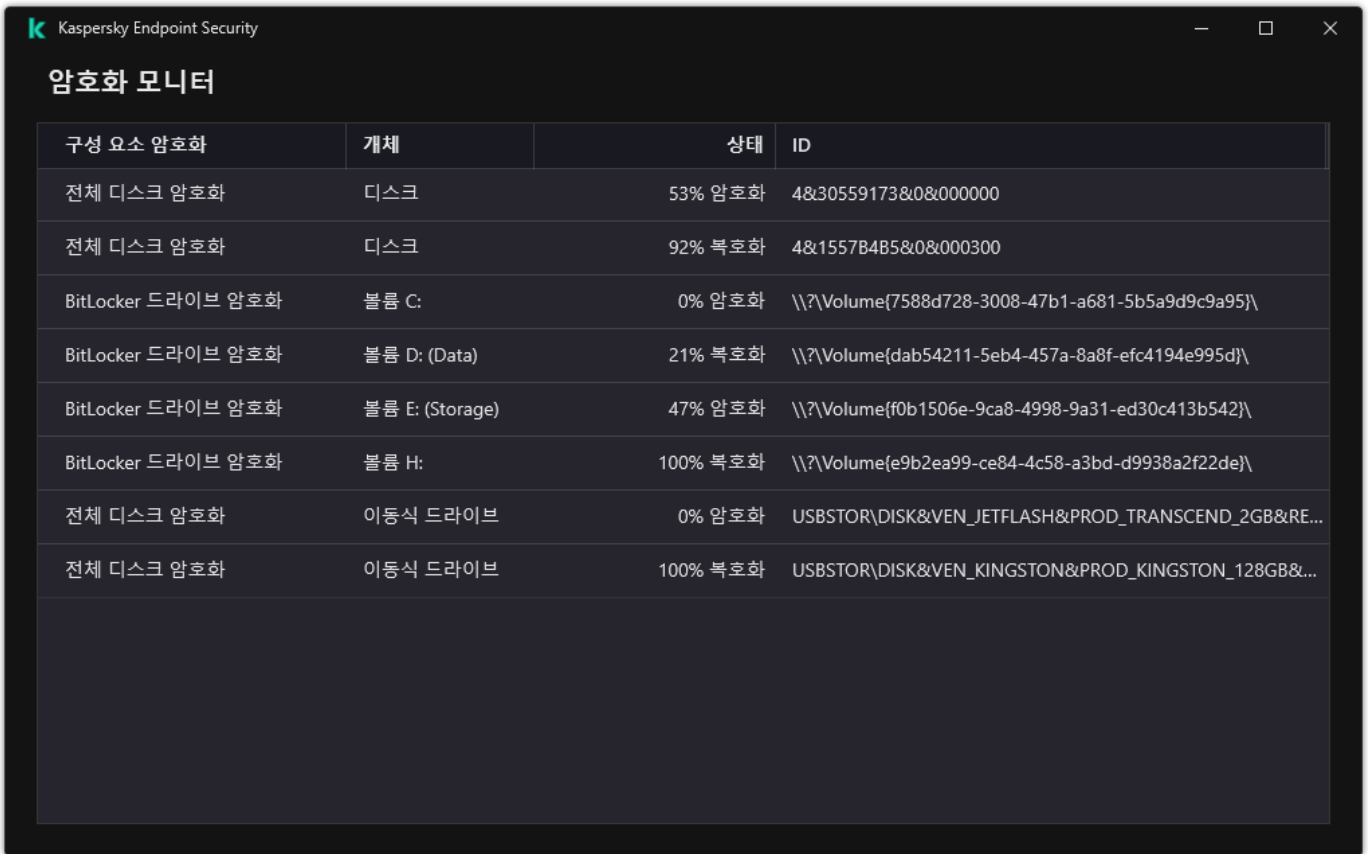 Kaspersky Endpoint Security
암호화 모니터
구성 요소 암호화 개체 상태 ID
전체 디스크 암호화 디스크 53% 암호화 4&30559173&0&000000
전체 디스크 암호화 디스크 92% 복호화 4&1557B4B5&0&000300
BitLocker 드라이브 암호화 볼륨 C: 0% 암호화 \\?\Volume{7588d728-3008-47b1-a681-5b5a9d9c9a95}\
BitLocker 드라이브 암호화 볼륨 D: (Data) 21% 복호화 \\?\Volume{dab54211-5eb4-457a-8a8f-efc4194e995d}\
BitLocker 드라이브 암호화 볼륨 E: (Storage) 47% 암호화 \\?\Volume{f0b1506e-9ca8-4998-9a31-ed30c413b542}\
BitLocker 드라이브 암호화 볼륨 H: 100% 복호화 \\?\Volume{e9b2ea99-ce84-4c58-a3bd-d9938a2f22de}\
전체 디스크 암호화 이동식 드라이브 0% 암호화 USBSTOR\DISK&VEN_JETFLASH&PROD_TRANSCEND_2GB&RE...
전체 디스크 암호화 이동식 드라이브 100% 복호화 USBSTOR\DISK&VEN_KINGSTON&PROD_KINGSTON_128GB&...